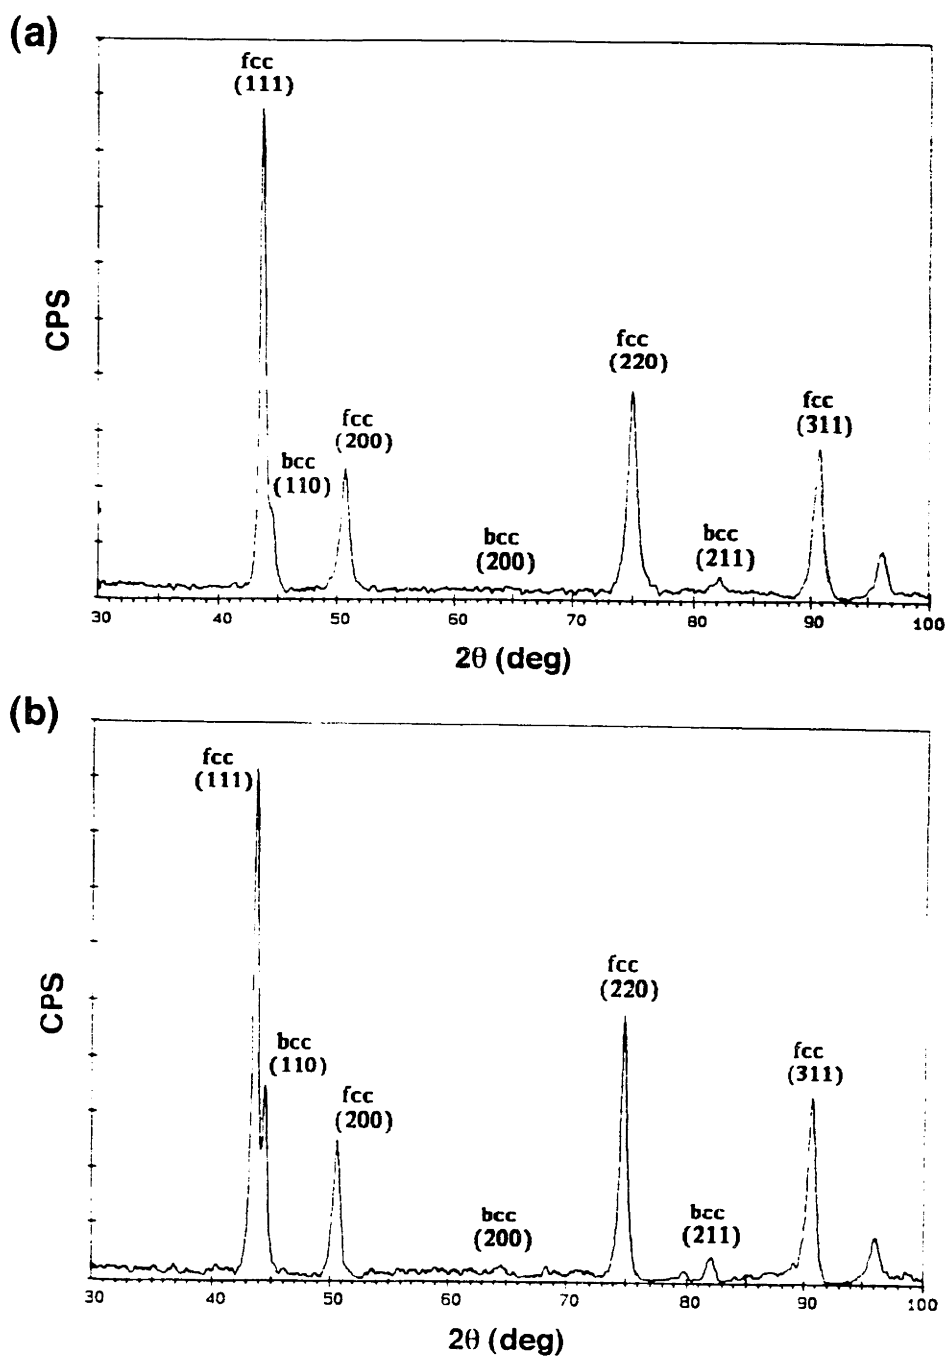 (a)
fcc
(111)
fcc
(220)
fcc
(311)
fcc
(200)
bcc
(110)
bcc
(200)
bcc
(211)
CPS
30 40 50 60 70 80 90 100
2θ (deg)
(b)
fcc
(111)
fcc
(220)
bcc
(110)
fcc
(311)
fcc
(200)
bcc
(200)
bcc
(211)
CPS
30 40 50 60 70 80 90 100
2θ (deg)